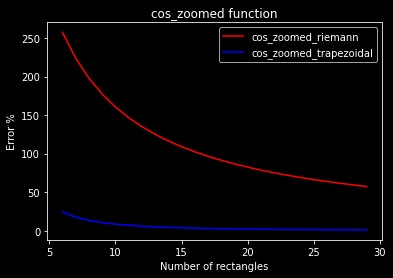 cos_zoomed function
cos_zoomed_riemann
cos_zoomed_trapezoidal
Error %
250
200
150
100
50
0
5 10 15 20 25 30
Number of rectangles